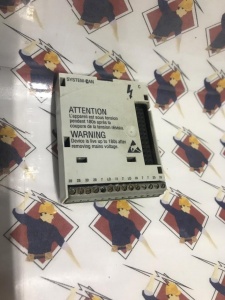 SYSTEM CAN
ATTENTION
L'appareil est sous tension
pendant 180s après la
coupure de la tension réseau
WARNING
Device is live up to 180s after
removing mains voltage.